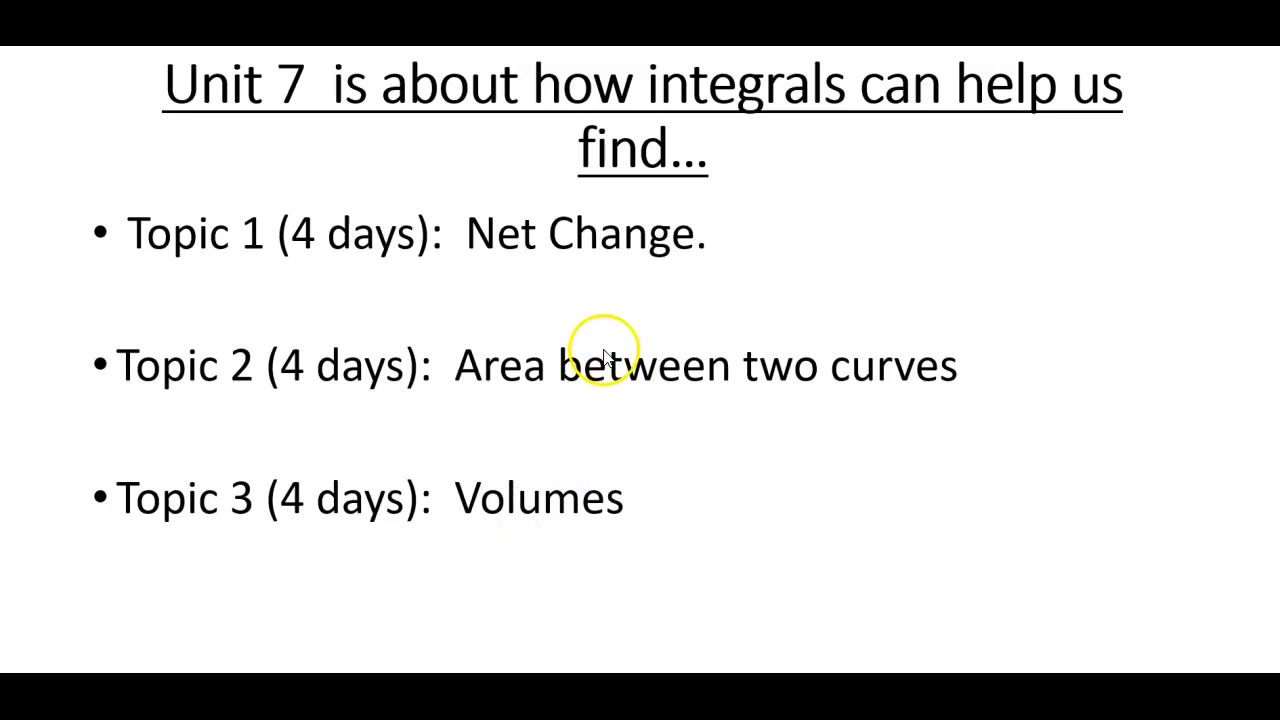 Unit 7  is about how integrals can help us
find...
• Topic 1 (4 days):  Net Change.
• Topic 2 (4 days):  Area between two curves
• Topic 3 (4 days):  Volumes